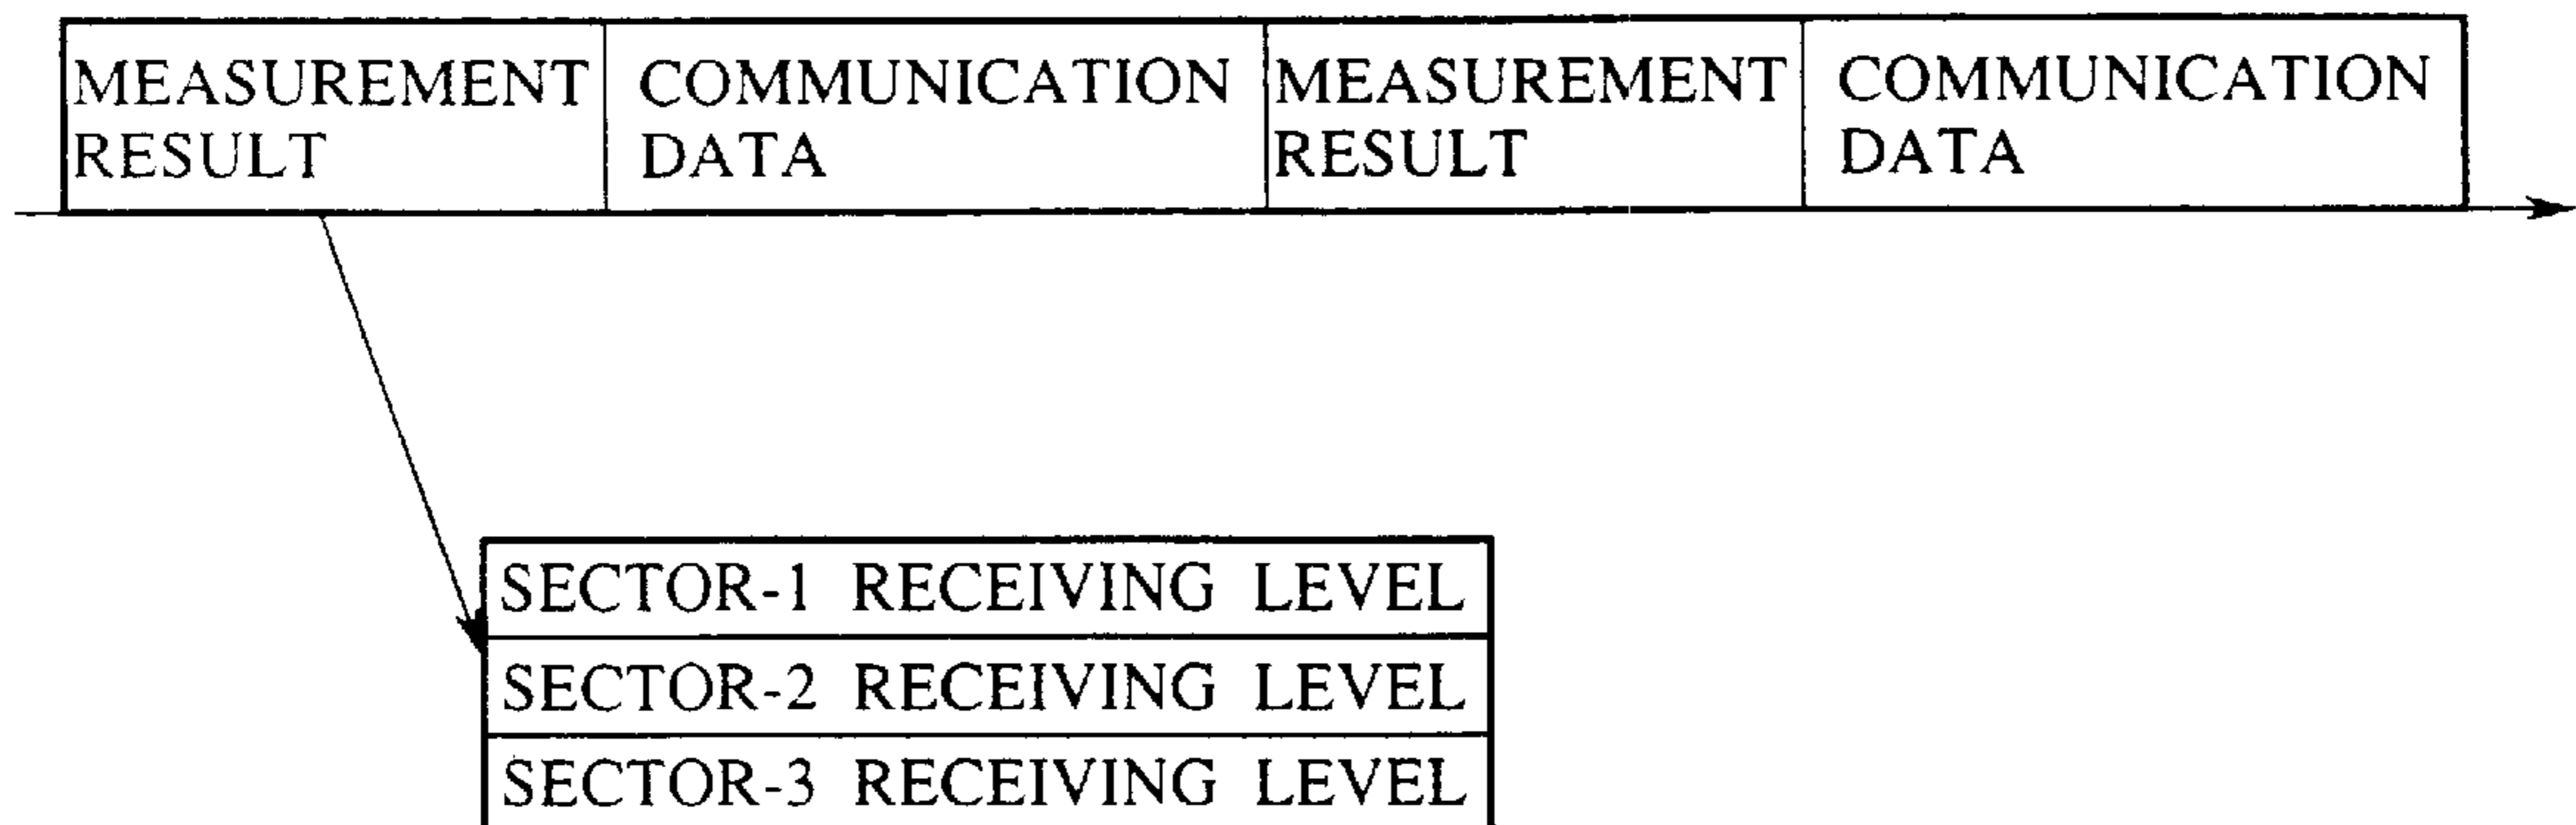 MEASUREMENT RESULT
COMMUNICATION DATA
MEASUREMENT RESULT
COMMUNICATION DATA
SECTOR-1 RECEIVING LEVEL
SECTOR-2 RECEIVING LEVEL
SECTOR-3 RECEIVING LEVEL